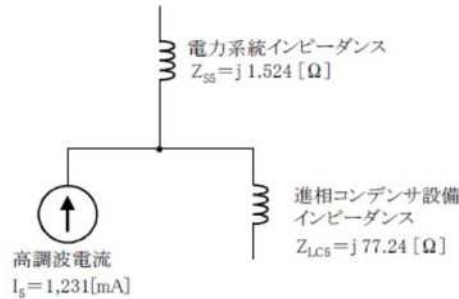 電力系統インピーダンス
Z_S5=j 1.524 [Ω]
進相コンデンサ設備
インピーダンス
Z_LC5=j 77.24 [Ω]
高調波電流
I_5=1,231[mA]